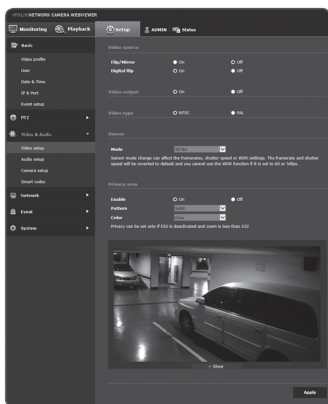 iPOLiS NETWORK CAMERA WEBVIEWER
Monitoring Playback Setup ADMIN Status
Basic
Video profile
User
Date & Time
IP & Port
Event setup
PTZ
Video & Audio
Video setup
Audio setup
Camera setup
Smart codec
Network
Event
System
Video source
Flip/Mirror On Off
Digital flip On Off
Video output On Off
Video type NTSC PAL
Sensor
Mode
Sensor mode change can affect the framerates, shutter speed or WDR settings. The framerate and shutter
speed will be reverted to default and you cannot use the WDR function if it is set to 60 or 50fps.
Privacy area
Enable On Off
Pattern Solid
Color Gray
Privacy can be set only if EIS is deactivated and zoom is less than X32
Show
Apply